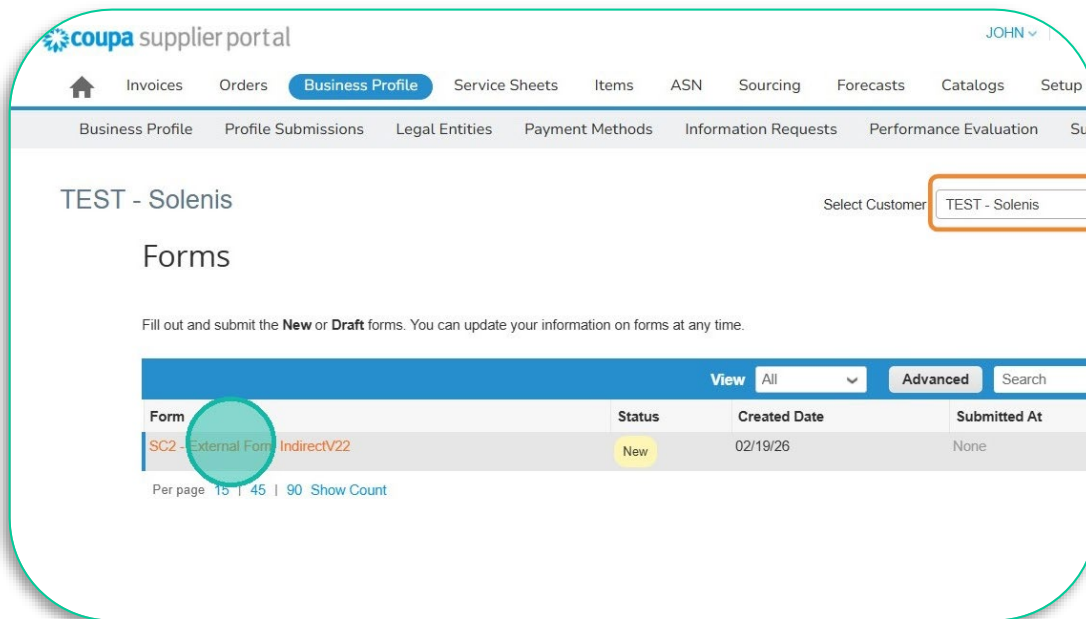 coupa supplier portal
JOHN
Invoices Orders Business Profile Service Sheets Items ASN Sourcing Forecasts Catalogs Setup
Business Profile Profile Submissions Legal Entities Payment Methods Information Requests Performance Evaluation Su
TEST - Solenis
Select Customer TEST - Solenis
Forms
Fill out and submit the New or Draft forms. You can update your information on forms at any time.
View All Advanced Search
Form Status Created Date Submitted At
SC2 - External Form IndirectV22 New 02/19/26 None
Per page 15 | 45 | 90 Show Count